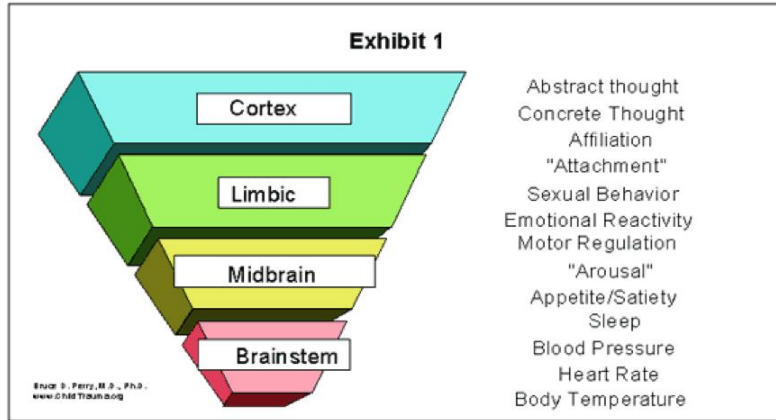 Exhibit 1
Cortex
Limbic
Midbrain
Brainstem
Abstract thought
Concrete Thought
Affiliation
"Attachment"
Sexual Behavior
Emotional Reactivity
Motor Regulation
"Arousal"
Appetite/Satiety
Sleep
Blood Pressure
Heart Rate
Body Temperature
Bruce D. Perry, M.D., Ph.D.
www.ChildTrauma.org